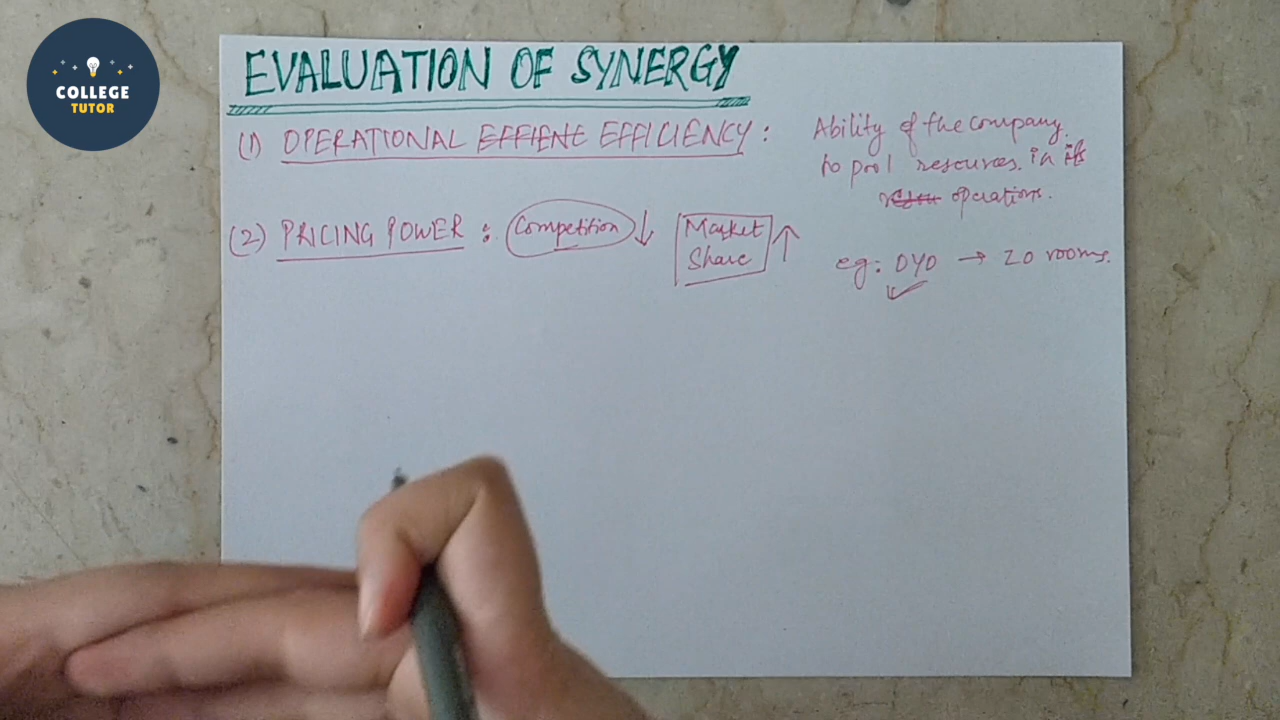 COLLEGE
TUTOR
EVALUATION OF SYNERGY
(1) OPERATIONAL EFFIENT EFFICIENCY :
Ability of the company
to pool resources in its
operations.
(2) PRICING POWER : Competition ↓ Market Share ↑
eg: OYO → ZO rooms.